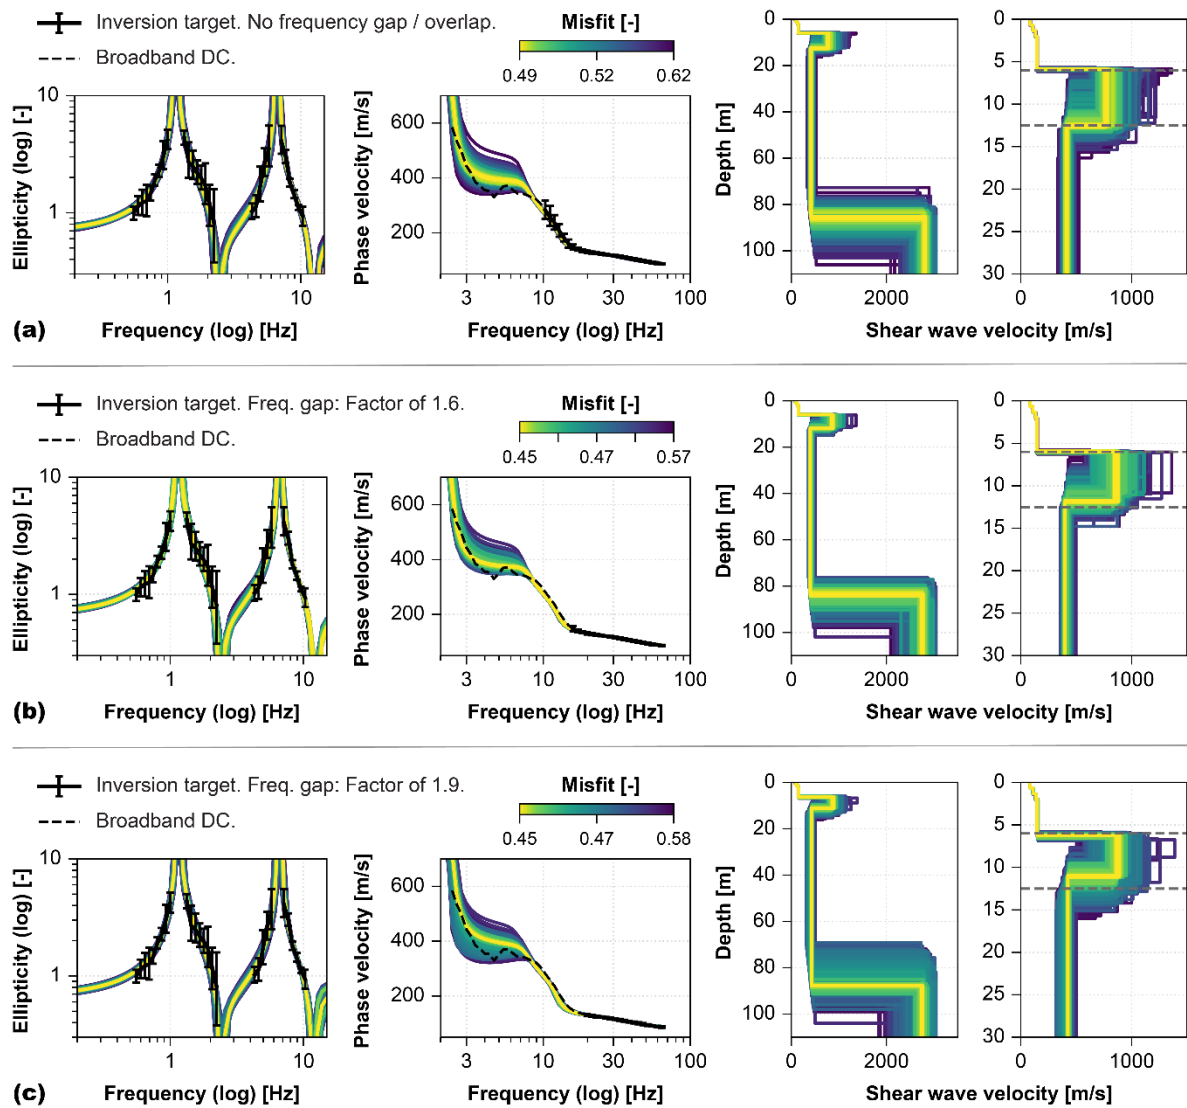 Inversion target. No frequency gap / overlap.
Broadband DC.
Misfit [-]
0.49 0.52 0.62
Ellipticity (log) [-]
10
1
1 10
Frequency (log) [Hz]
Phase velocity [m/s]
600
400
200
3 10 100
Frequency (log) [Hz]
Depth [m]
0
20
40
60
80
100
0 2000
0
5
10
15
20
25
30
0 1000
Shear wave velocity [m/s]
(a)
Inversion target. Freq. gap: Factor of 1.6.
Broadband DC.
Misfit [-]
0.45 0.47 0.57
Ellipticity (log) [-]
10
1
1 10
Frequency (log) [Hz]
Phase velocity [m/s]
600
400
200
3 10 100
Frequency (log) [Hz]
Depth [m]
0
20
40
60
80
100
0 2000
0
5
10
15
20
25
30
0 1000
Shear wave velocity [m/s]
(b)
Inversion target. Freq. gap: Factor of 1.9.
Broadband DC.
Misfit [-]
0.45 0.47 0.58
Ellipticity (log) [-]
10
1
1 10
Frequency (log) [Hz]
Phase velocity [m/s]
600
400
200
3 10 100
Frequency (log) [Hz]
Depth [m]
0
20
40
60
80
100
0 2000
0
5
10
15
20
25
30
0 1000
Shear wave velocity [m/s]
(c)